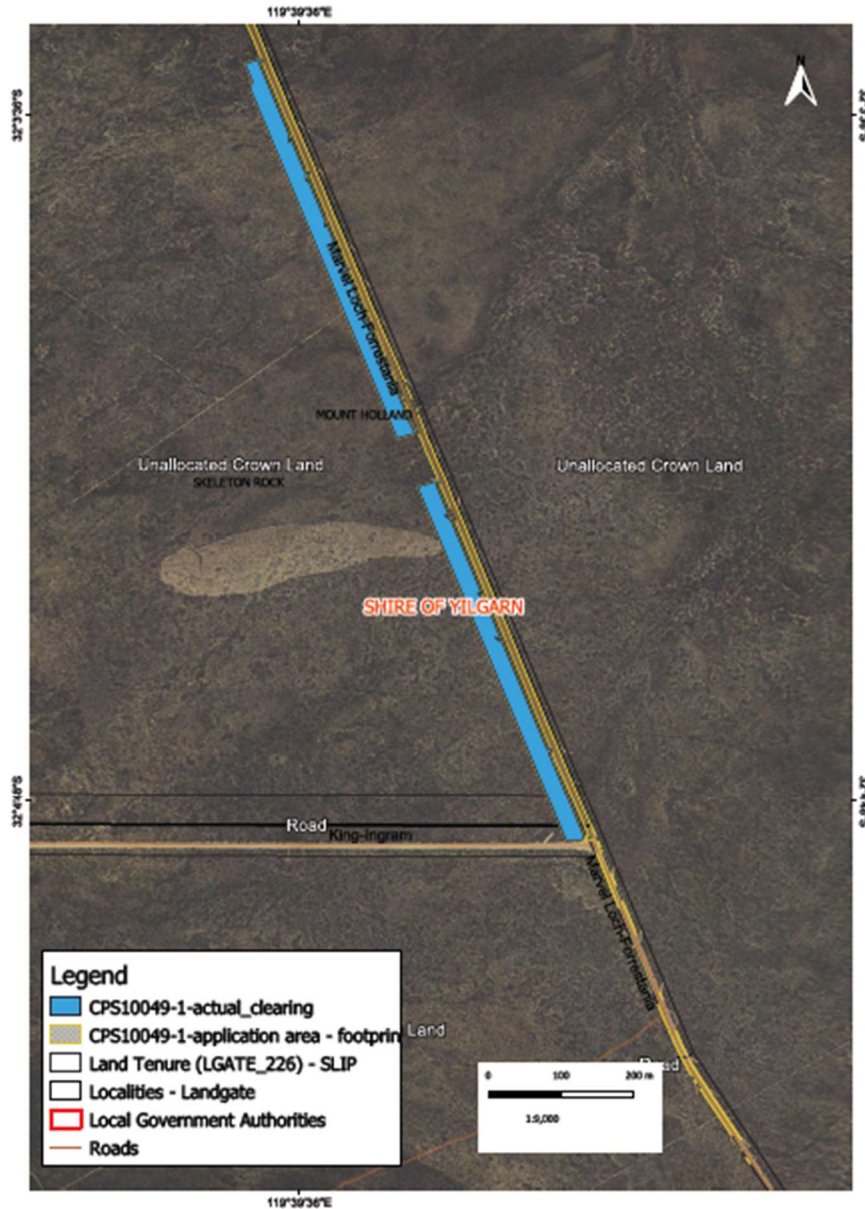 119°39'36"E
N
32°3'36"S
Marvel Loch-Forrestania
MOUNT HOLLAND
Unallocated Crown Land
Unallocated Crown Land
SKELETON ROCK
SHIRE OF YILGARN
32°4'48"S
Road
King-Ingram
Marvel Loch-Forrestania
Legend
CPS10049-1-actual_clearing
CPS10049-1-application area - footprin
Land
Land Tenure (LGATE_226) - SLIP
Localities - Landgate
Local Government Authorities
Roads
Road
0 100 200 m
1:9,000
119°39'36"E